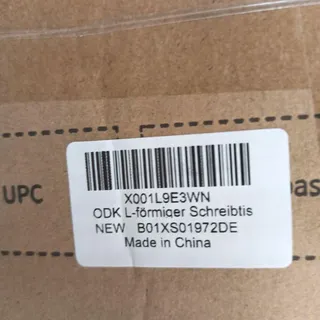 UPC
X001L9E3WN
ODK L-förmiger Schreibtis
NEW B01XS01972DE
Made in China